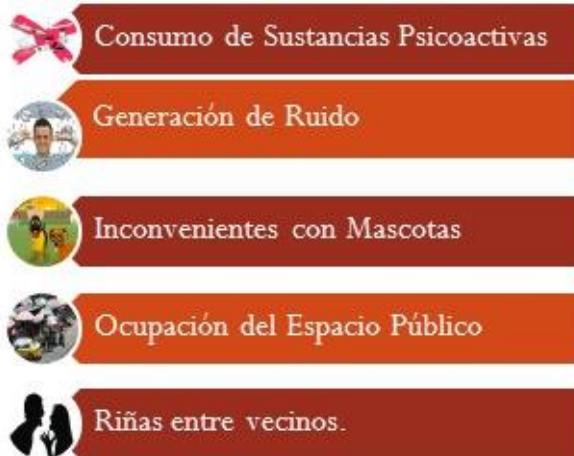 Consumo de Sustancias Psicoactivas
Generación de Ruido
Inconvenientes con Mascotas
Ocupación del Espacio Público
Riñas entre vecinos.